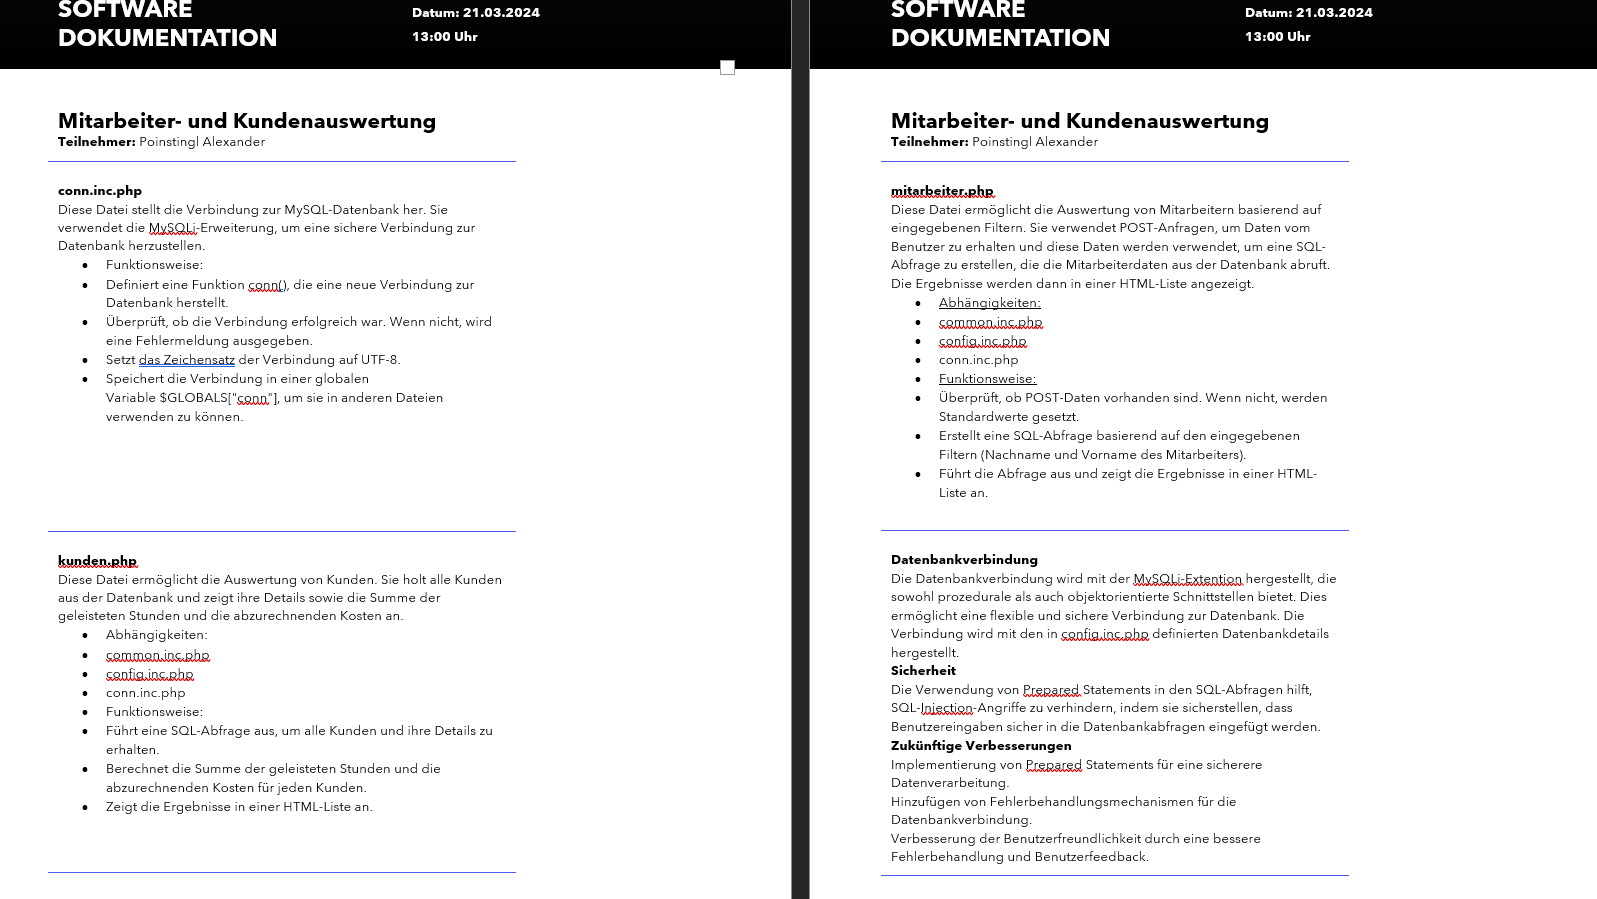 SOFTWARE
DOKUMENTATION
Datum: 21.03.2024
13:00 Uhr
Mitarbeiter- und Kundenauswertung
Teilnehmer: Poinstingl Alexander
conn.inc.php
Diese Datei stellt die Verbindung zur MySQL-Datenbank her. Sie
verwendet die MySQLi-Erweiterung, um eine sichere Verbindung zur
Datenbank herzustellen.
• Funktionsweise:
• Definiert eine Funktion conn(), die eine neue Verbindung zur
Datenbank herstellt.
• Überprüft, ob die Verbindung erfolgreich war. Wenn nicht, wird
eine Fehlermeldung ausgegeben.
• Setzt das Zeichensatz der Verbindung auf UTF-8.
• Speichert die Verbindung in einer globalen
Variable $GLOBALS["conn"], um sie in anderen Dateien
verwenden zu können.
kunden.php
Diese Datei ermöglicht die Auswertung von Kunden. Sie holt alle Kunden
aus der Datenbank und zeigt ihre Details sowie die Summe der
geleisteten Stunden und die abzurechnenden Kosten an.
• Abhängigkeiten:
• common.inc.php
• config.inc.php
• conn.inc.php
• Funktionsweise:
• Führt eine SQL-Abfrage aus, um alle Kunden und ihre Details zu
erhalten.
• Berechnet die Summe der geleisteten Stunden und die
abzurechnenden Kosten für jeden Kunden.
• Zeigt die Ergebnisse in einer HTML-Liste an.
SOFTWARE
DOKUMENTATION
Datum: 21.03.2024
13:00 Uhr
Mitarbeiter- und Kundenauswertung
Teilnehmer: Poinstingl Alexander
mitarbeiter.php
Diese Datei ermöglicht die Auswertung von Mitarbeitern basierend auf
eingegebenen Filtern. Sie verwendet POST-Anfragen, um Daten vom
Benutzer zu erhalten und diese Daten werden verwendet, um eine SQL-
Abfrage zu erstellen, die die Mitarbeiterdaten aus der Datenbank abruft.
Die Ergebnisse werden dann in einer HTML-Liste angezeigt.
• Abhängigkeiten:
• common.inc.php
• config.inc.php
• conn.inc.php
• Funktionsweise:
• Überprüft, ob POST-Daten vorhanden sind. Wenn nicht, werden
Standardwerte gesetzt.
• Erstellt eine SQL-Abfrage basierend auf den eingegebenen
Filtern (Nachname und Vorname des Mitarbeiters).
• Führt die Abfrage aus und zeigt die Ergebnisse in einer HTML-
Liste an.
Datenbankverbindung
Die Datenbankverbindung wird mit der MySQLi-Extention hergestellt, die
sowohl prozedurale als auch objektorientierte Schnittstellen bietet. Dies
ermöglicht eine flexible und sichere Verbindung zur Datenbank. Die
Verbindung wird mit den in config.inc.php definierten Datenbankdetails
hergestellt.
Sicherheit
Die Verwendung von Prepared Statements in den SQL-Abfragen hilft,
SQL-Injection-Angriffe zu verhindern, indem sie sicherstellen, dass
Benutzereingaben sicher in die Datenbankabfragen eingefügt werden.
Zukünftige Verbesserungen
Implementierung von Prepared Statements für eine sicherere
Datenverarbeitung.
Hinzufügen von Fehlerbehandlungsmechanismen für die
Datenbankverbindung.
Verbesserung der Benutzerfreundlichkeit durch eine bessere
Fehlerbehandlung und Benutzerfeedback.